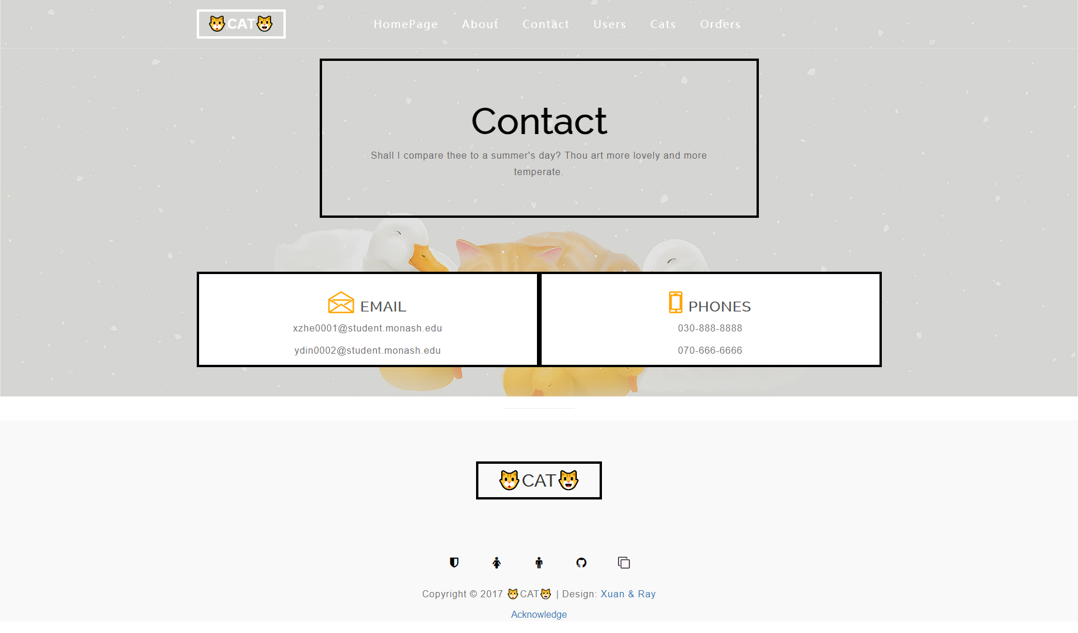 CAT
HomePage About Contact Users Cats Orders
Contact
Shall I compare thee to a summer's day? Thou art more lovely and more
temperate.
EMAIL
xzhe0001@student.monash.edu
ydin0002@student.monash.edu
PHONES
030-888-8888
070-666-6666
CAT
Copyright © 2017 🐱CAT🐱 | Design: Xuan & Ray
Acknowledge